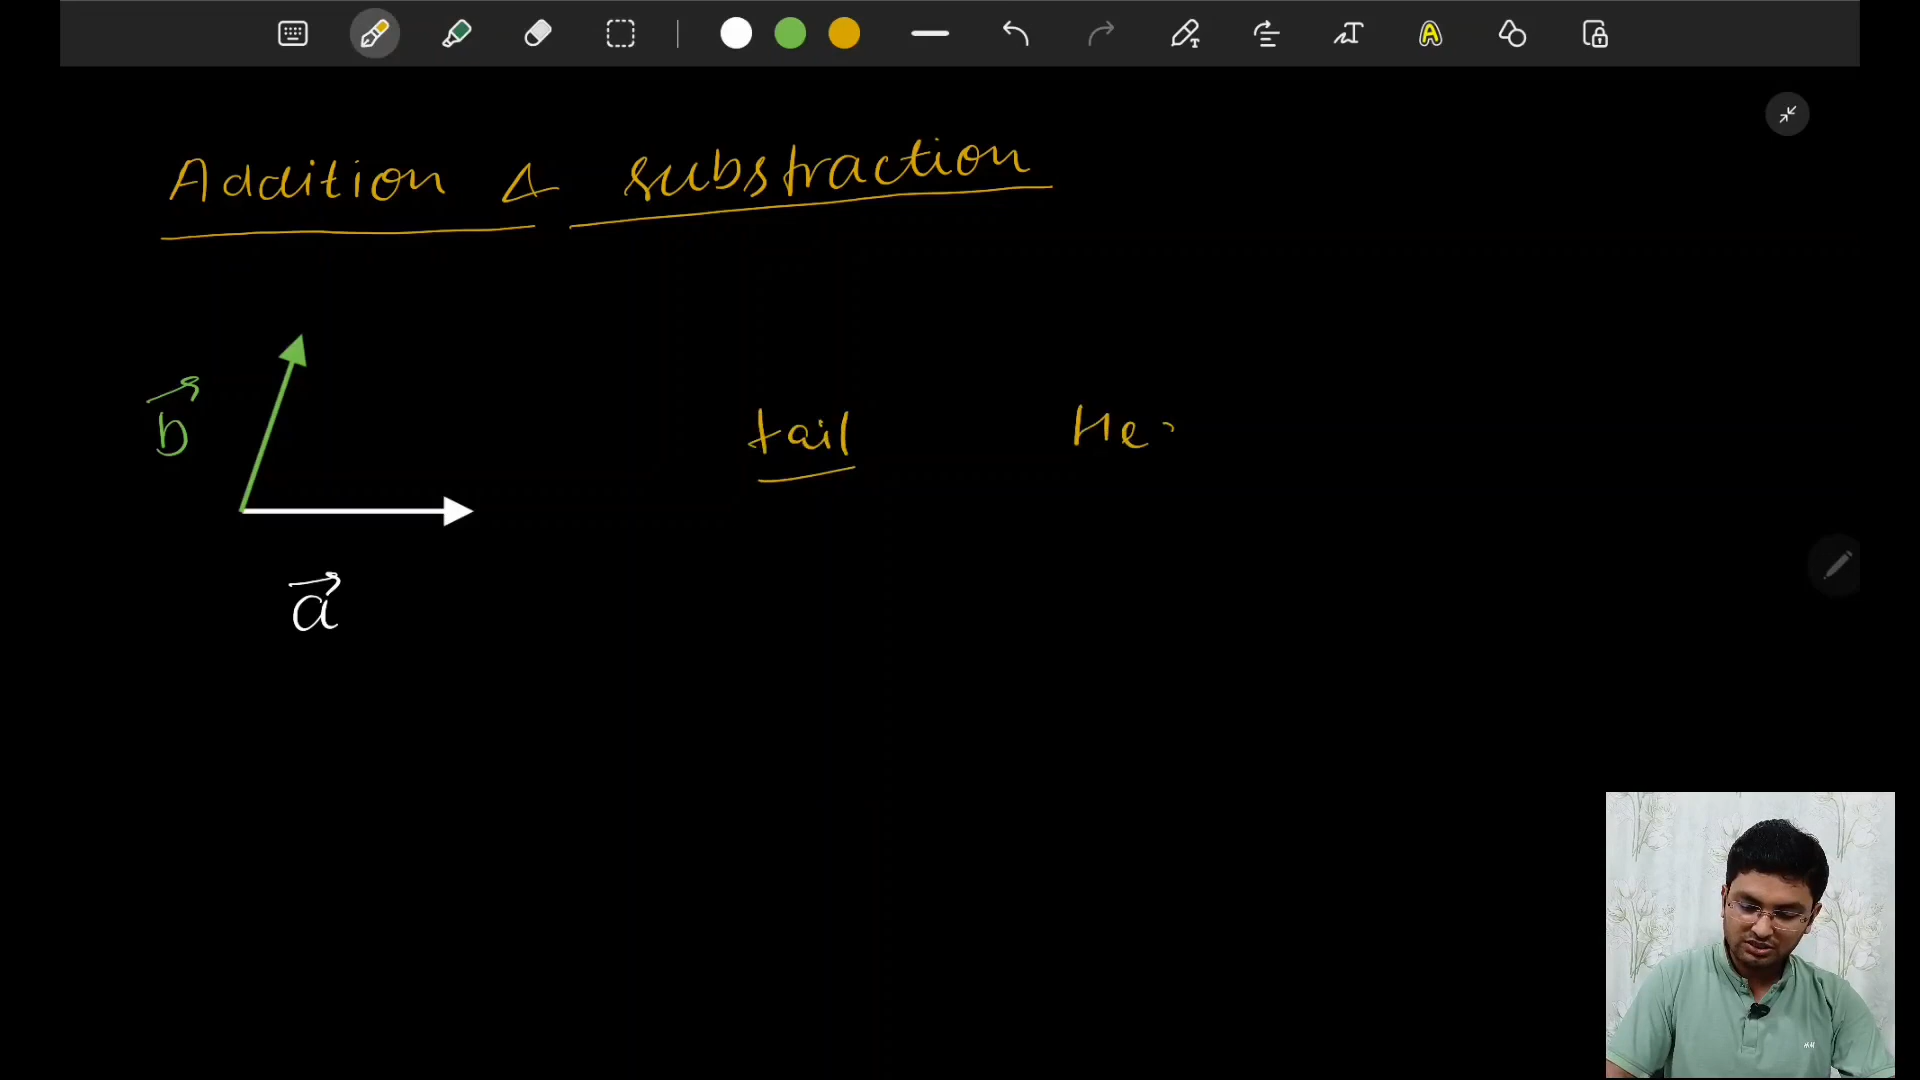 Addition & substraction
b
tail He
a